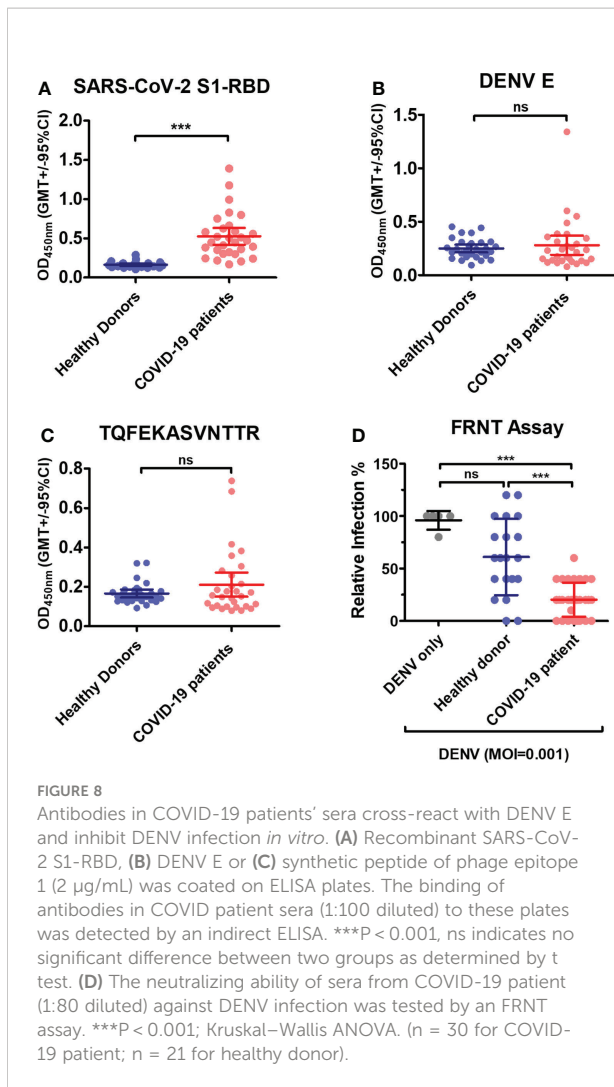 A
SARS-CoV-2 S1-RBD
OD450nm (GMT+/-95%CI)
2.0
1.5
1.0
0.5
0.0
***
Healthy Donors
COVID-19 patients
B
DENV E
OD450nm (GMT+/-95%CI)
1.5
1.0
0.5
0.0
ns
Healthy Donors
COVID-19 patients
C
TQFEKASVNTTR
OD450nm (GMT+/-95%CI)
0.8
0.6
0.4
0.2
0.0
ns
Healthy Donors
COVID-19 patients
D
FRNT Assay
Relative Infection %
150
100
50
0
***
ns
***
DENV only
Healthy donor
COVID-19 patient
DENV (MOI=0.001)
FIGURE 8
Antibodies in COVID-19 patients' sera cross-react with DENV E
and inhibit DENV infection in vitro. (A) Recombinant SARS-CoV-
2 S1-RBD, (B) DENV E or (C) synthetic peptide of phage epitope
1 (2 µg/mL) was coated on ELISA plates. The binding of
antibodies in COVID patient sera (1:100 diluted) to these plates
was detected by an indirect ELISA. ***P < 0.001, ns indicates no
significant difference between two groups as determined by t
test. (D) The neutralizing ability of sera from COVID-19 patient
(1:80 diluted) against DENV infection was tested by an FRNT
assay. ***P < 0.001; Kruskal–Wallis ANOVA. (n = 30 for COVID-
19 patient; n = 21 for healthy donor).